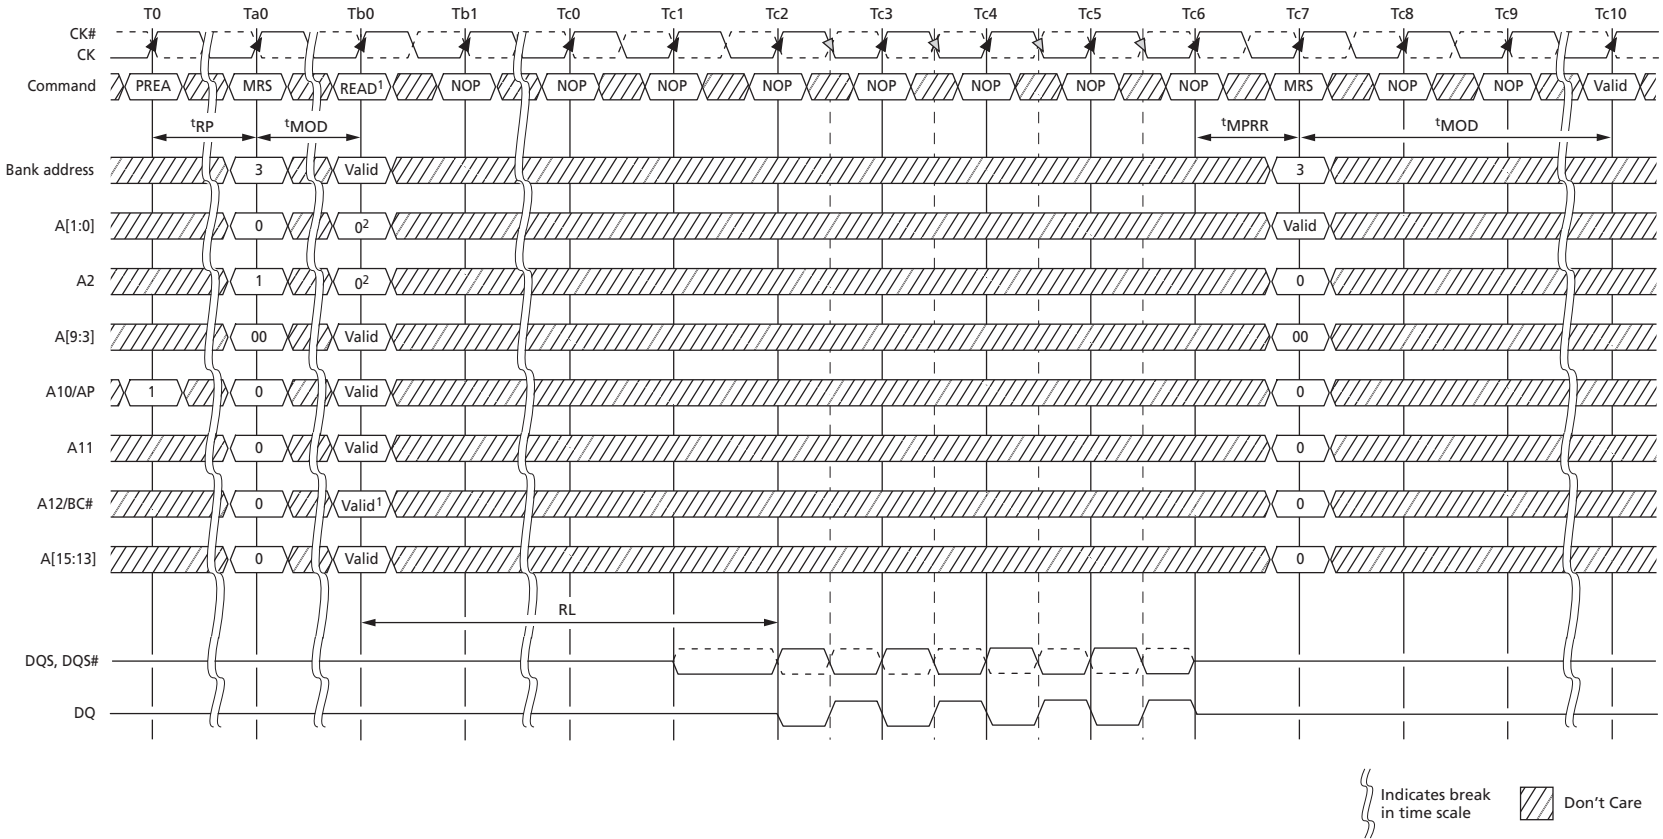 T0 Ta0 Tb0 Tb1 Tc0 Tc1 Tc2 Tc3 Tc4 Tc5 Tc6 Tc7 Tc8 Tc9 Tc10
CK#
CK
Command PREA MRS READ1 NOP NOP NOP NOP NOP NOP NOP NOP MRS NOP NOP Valid
tRP tMOD tMPRR tMOD
Bank address 3 Valid 3
A[1:0] 0 02 Valid
A2 1 02 0
A[9:3] 00 Valid 00
A10/AP 1 0 Valid 0
A11 0 Valid 0
A12/BC# 0 Valid1 0
A[15:13] 0 Valid 0
RL
DQS, DQS#
DQ
Indicates break
in time scale
Don't Care